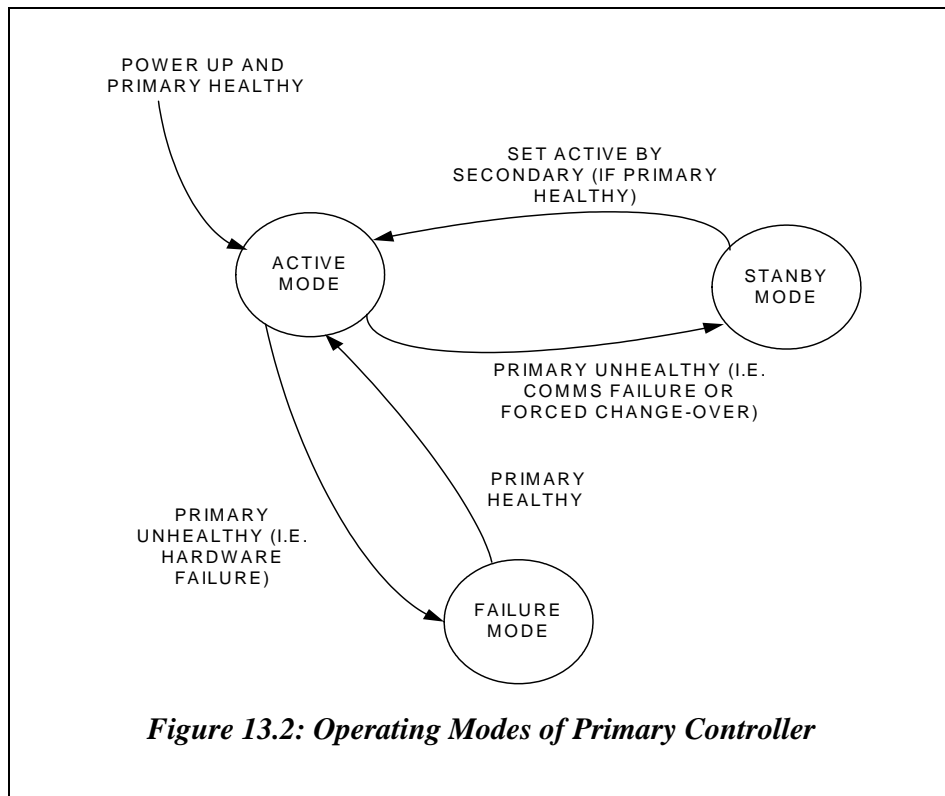 POWER UP AND
PRIMARY HEALTHY
SET ACTIVE BY
SECONDARY (IF PRIMARY
HEALTHY)
ACTIVE
MODE
STANBY
MODE
PRIMARY UNHEALTHY (I.E.
COMMS FAILURE OR
FORCED CHANGE-OVER)
PRIMARY
HEALTHY
PRIMARY
UNHEALTHY (I.E.
HARDWARE
FAILURE)
FAILURE
MODE
Figure 13.2: Operating Modes of Primary Controller